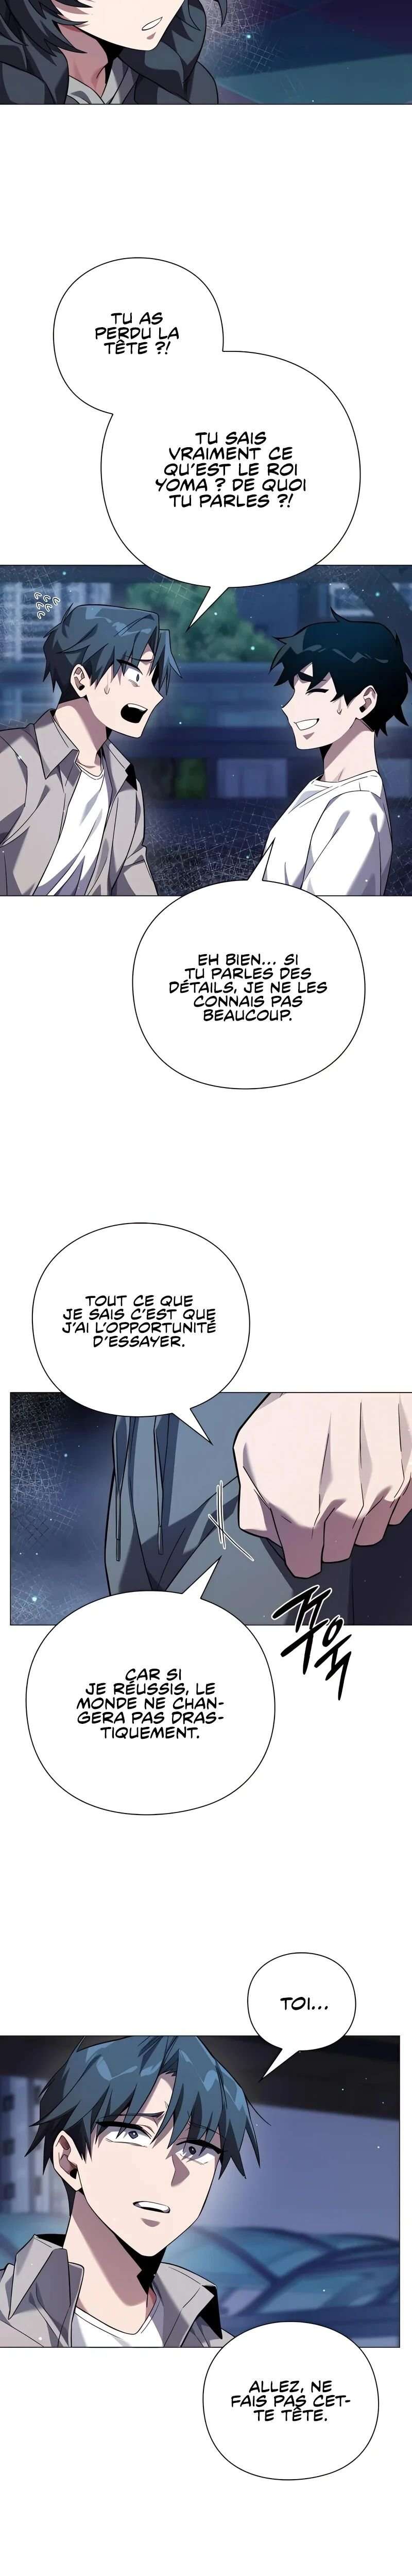 TU AS
PERDU LA
TÊTE ?!
TU SAIS
VRAIMENT CE
QU'EST LE ROI
YOMA ? DE QUOI
TU PARLES ?!
EH BIEN... SI
TU PARLES DES
DÉTAILS, JE NE LES
CONNAIS PAS
BEAUCOUP.
TOUT CE QUE
JE SAIS C'EST QUE
J'AI L'OPPORTUNITÉ
D'ESSAYER.
꾸욱
CAR SI
JE RÉUSSIS, LE
MONDE NE CHAN-
GERA PAS DRAS-
TIQUEMENT.
TOI...
ALLEZ, NE
FAIS PAS CET-
TE TÊTE.